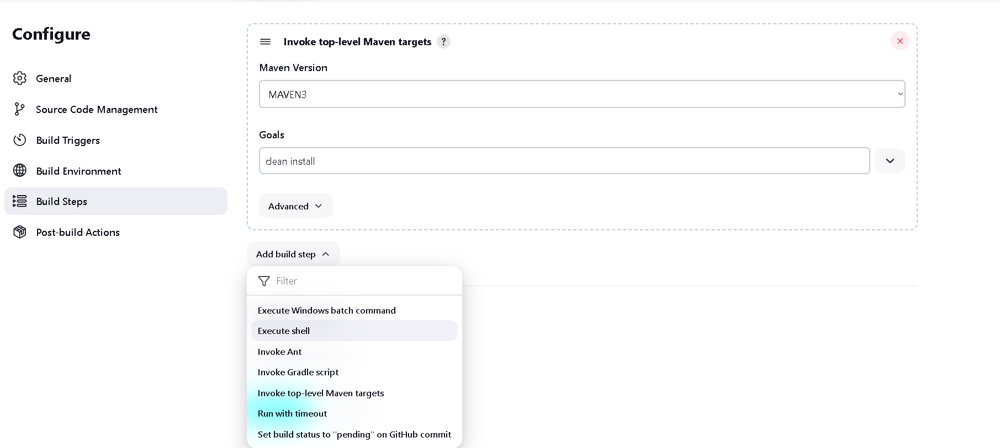 Configure
General
Source Code Management
Build Triggers
Build Environment
Build Steps
Post-build Actions
Invoke top-level Maven targets ?
Maven Version
MAVEN3
Goals
clean install
Advanced
Add build step
Filter
Execute Windows batch command
Execute shell
Invoke Ant
Invoke Gradle script
Invoke top-level Maven targets
Run with timeout
Set build status to "pending" on GitHub commit